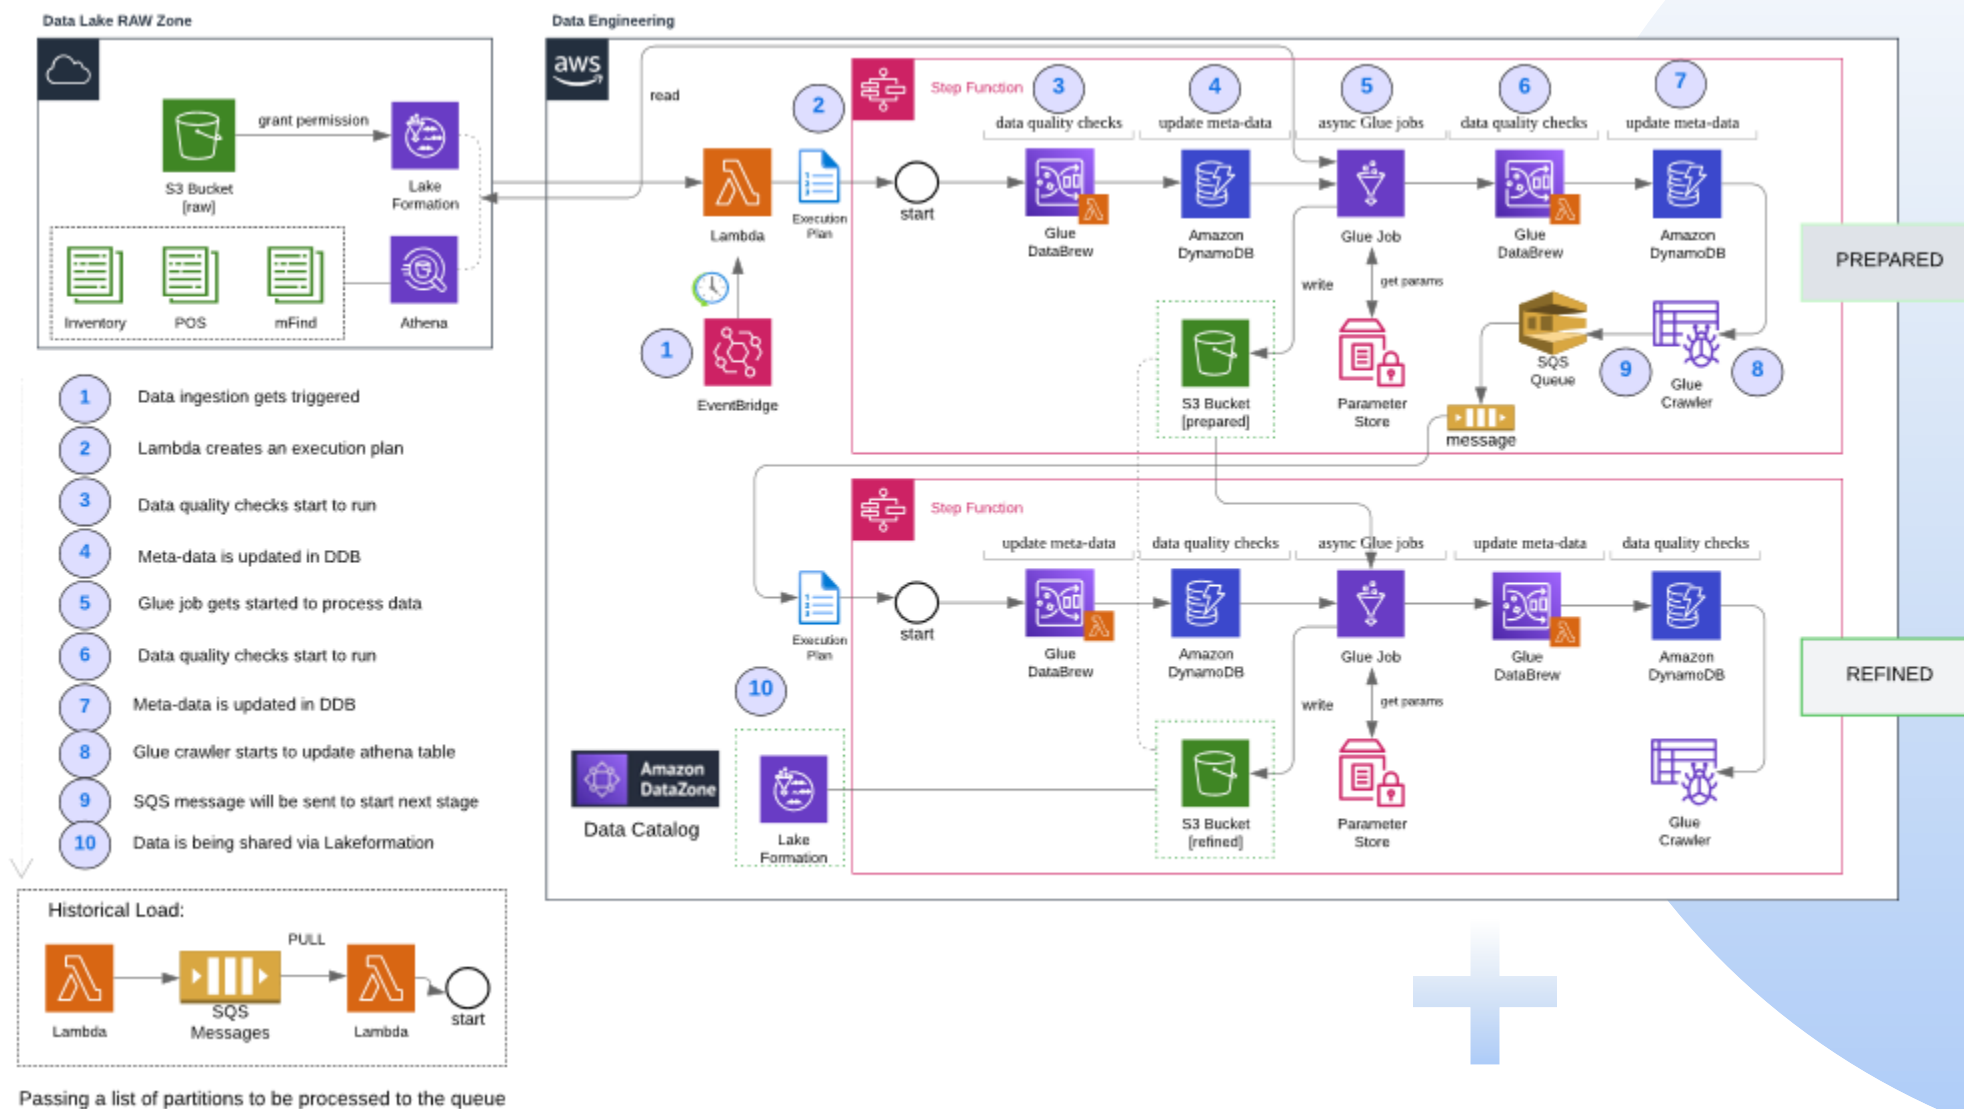 Data Lake RAW Zone
grant permission
S3 Bucket
[raw]
Lake
Formation
Inventory
POS
mFind
Athena
1
Data ingestion gets triggered
2
Lambda creates an execution plan
3
Data quality checks start to run
4
Meta-data is updated in DDB
5
Glue job gets started to process data
6
Data quality checks start to run
7
Meta-data is updated in DDB
8
Glue crawler starts to update athena table
9
SQS message will be sent to start next stage
10
Data is being shared via Lakeformation
Historical Load:
PULL
Lambda
SQS
Messages
Lambda
start
Passing a list of partitions to be processed to the queue
Data Engineering
aws
read
2
Lambda
Execution
Plan
1
EventBridge
Step Function
3
4
5
6
7
data quality checks
update meta-data
async Glue jobs
data quality checks
update meta-data
start
Glue
DataBrew
Amazon
DynamoDB
Glue Job
Glue
DataBrew
Amazon
DynamoDB
write
get params
S3 Bucket
[prepared]
Parameter
Store
SQS
Queue
9
Glue
Crawler
8
message
PREPARED
Step Function
update meta-data
data quality checks
async Glue jobs
update meta-data
data quality checks
Execution
Plan
start
Glue
DataBrew
Amazon
DynamoDB
Glue Job
Glue
DataBrew
Amazon
DynamoDB
write
get params
10
Amazon
DataZone
Data Catalog
Lake
Formation
S3 Bucket
[refined]
Parameter
Store
Glue
Crawler
REFINED